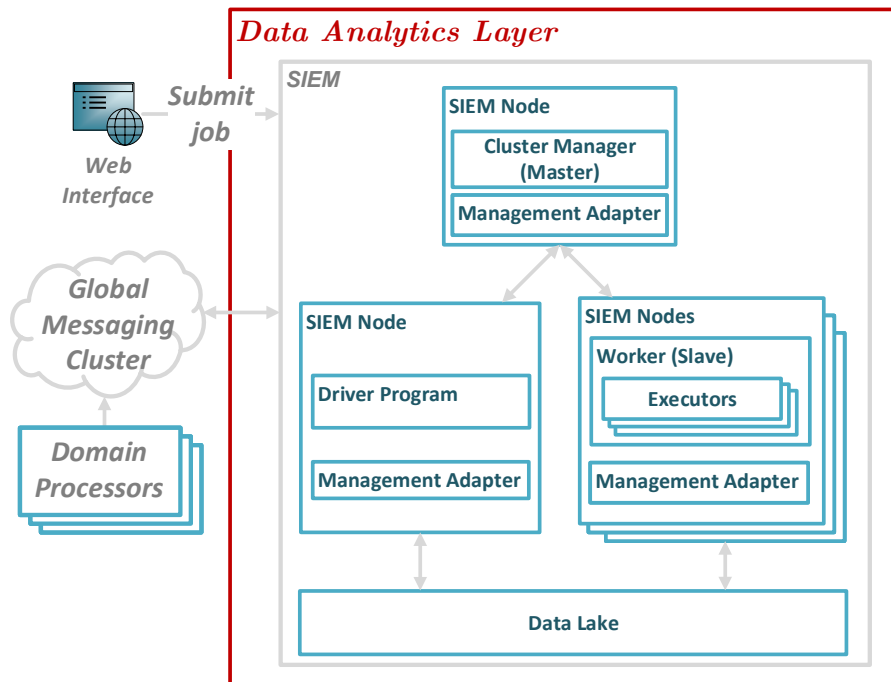 Data Analytics Layer
SIEM
Submit
job
Web
Interface
SIEM Node
Cluster Manager
(Master)
Management Adapter
Global
Messaging
Cluster
SIEM Node
Driver Program
Management Adapter
SIEM Nodes
Worker (Slave)
Executors
Management Adapter
Domain
Processors
Data Lake